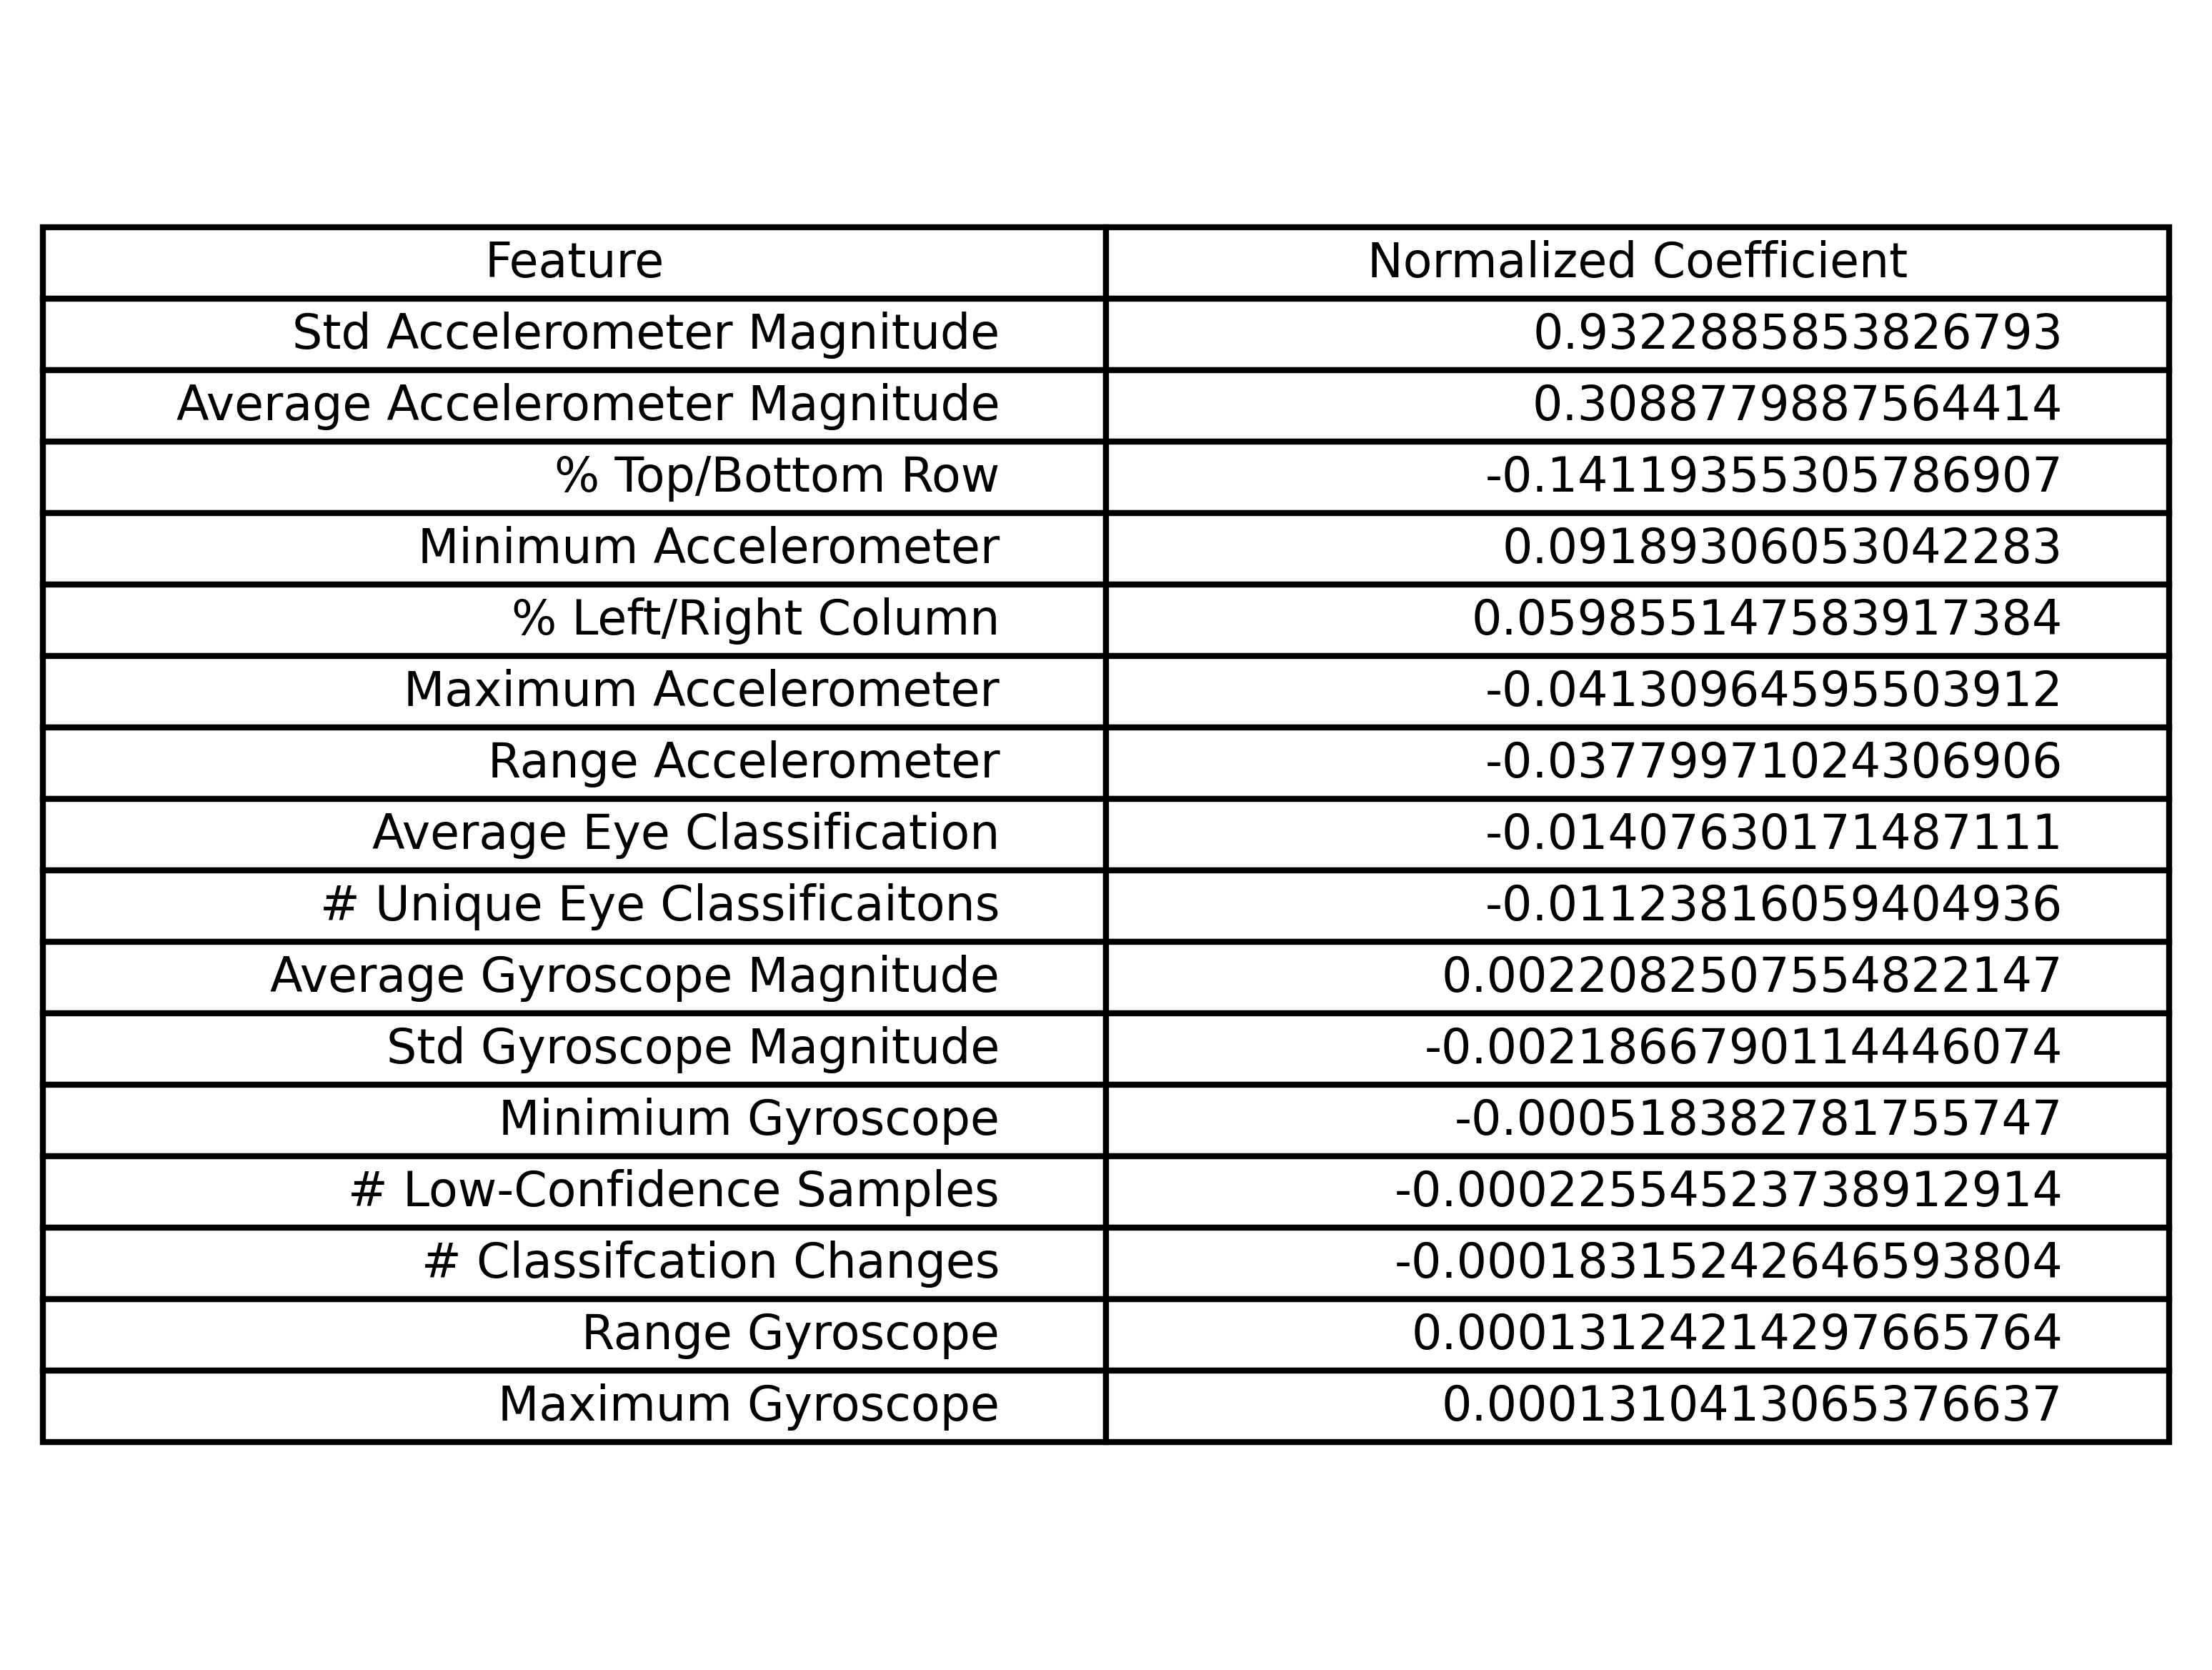 Feature Normalized Coefficient
Std Accelerometer Magnitude 0.9322885853826793
Average Accelerometer Magnitude 0.3088779887564414
% Top/Bottom Row -0.14119355305786907
Minimum Accelerometer 0.09189306053042283
% Left/Right Column 0.059855147583917384
Maximum Accelerometer -0.04130964595503912
Range Accelerometer -0.03779971024306906
Average Eye Classification -0.01407630171487111
# Unique Eye Classificaitons -0.01123816059404936
Average Gyroscope Magnitude 0.0022082507554822147
Std Gyroscope Magnitude -0.0021866790114446074
Minimium Gyroscope -0.000518382781755747
# Low-Confidence Samples -0.00022554523738912914
# Classifcation Changes -0.00018315242646593804
Range Gyroscope 0.00013124214297665764
Maximum Gyroscope 0.0001310413065376637